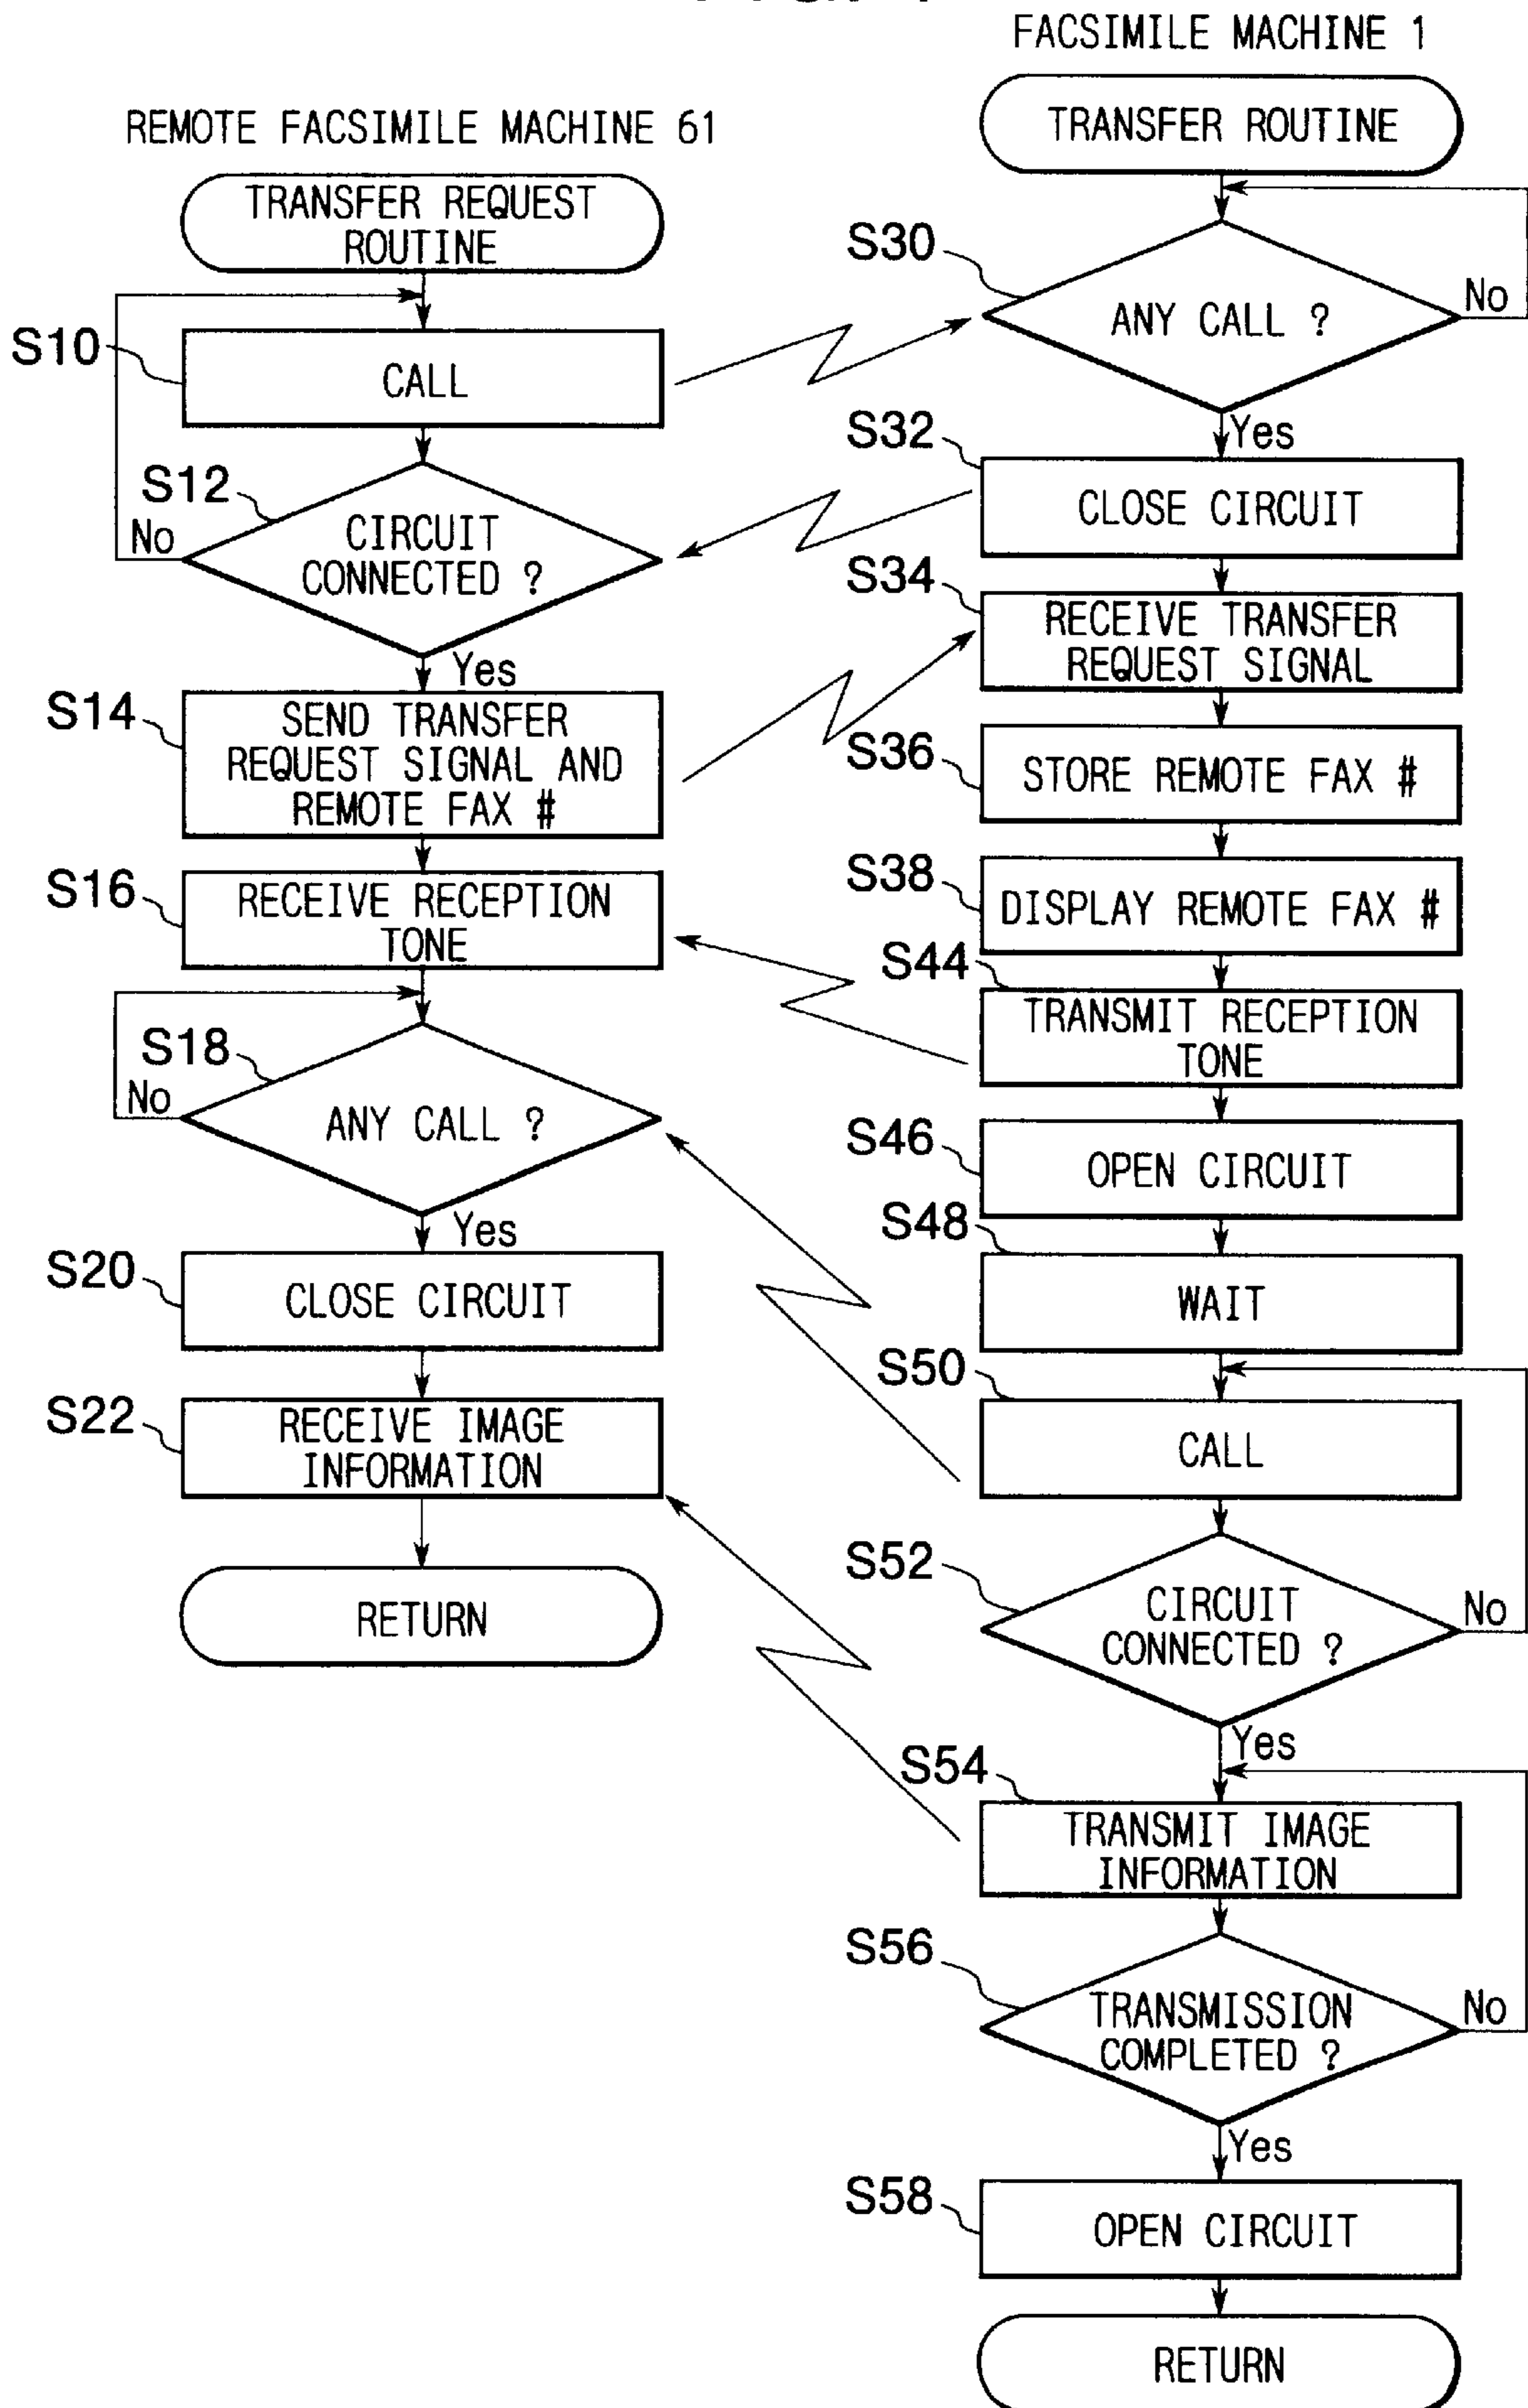 FACSIMILE MACHINE 1
REMOTE FACSIMILE MACHINE 61
TRANSFER REQUEST
ROUTINE
S10
CALL
S12
CIRCUIT
CONNECTED ?
No
Yes
S14
SEND TRANSFER
REQUEST SIGNAL AND
REMOTE FAX #
S16
RECEIVE RECEPTION
TONE
S18
ANY CALL ?
No
Yes
S20
CLOSE CIRCUIT
S22
RECEIVE IMAGE
INFORMATION
RETURN
TRANSFER ROUTINE
S30
ANY CALL ?
No
Yes
S32
CLOSE CIRCUIT
S34
RECEIVE TRANSFER
REQUEST SIGNAL
S36
STORE REMOTE FAX #
S38
DISPLAY REMOTE FAX #
S44
TRANSMIT RECEPTION
TONE
S46
OPEN CIRCUIT
S48
WAIT
S50
CALL
S52
CIRCUIT
CONNECTED ?
No
Yes
S54
TRANSMIT IMAGE
INFORMATION
S56
TRANSMISSION
COMPLETED ?
No
Yes
S58
OPEN CIRCUIT
RETURN